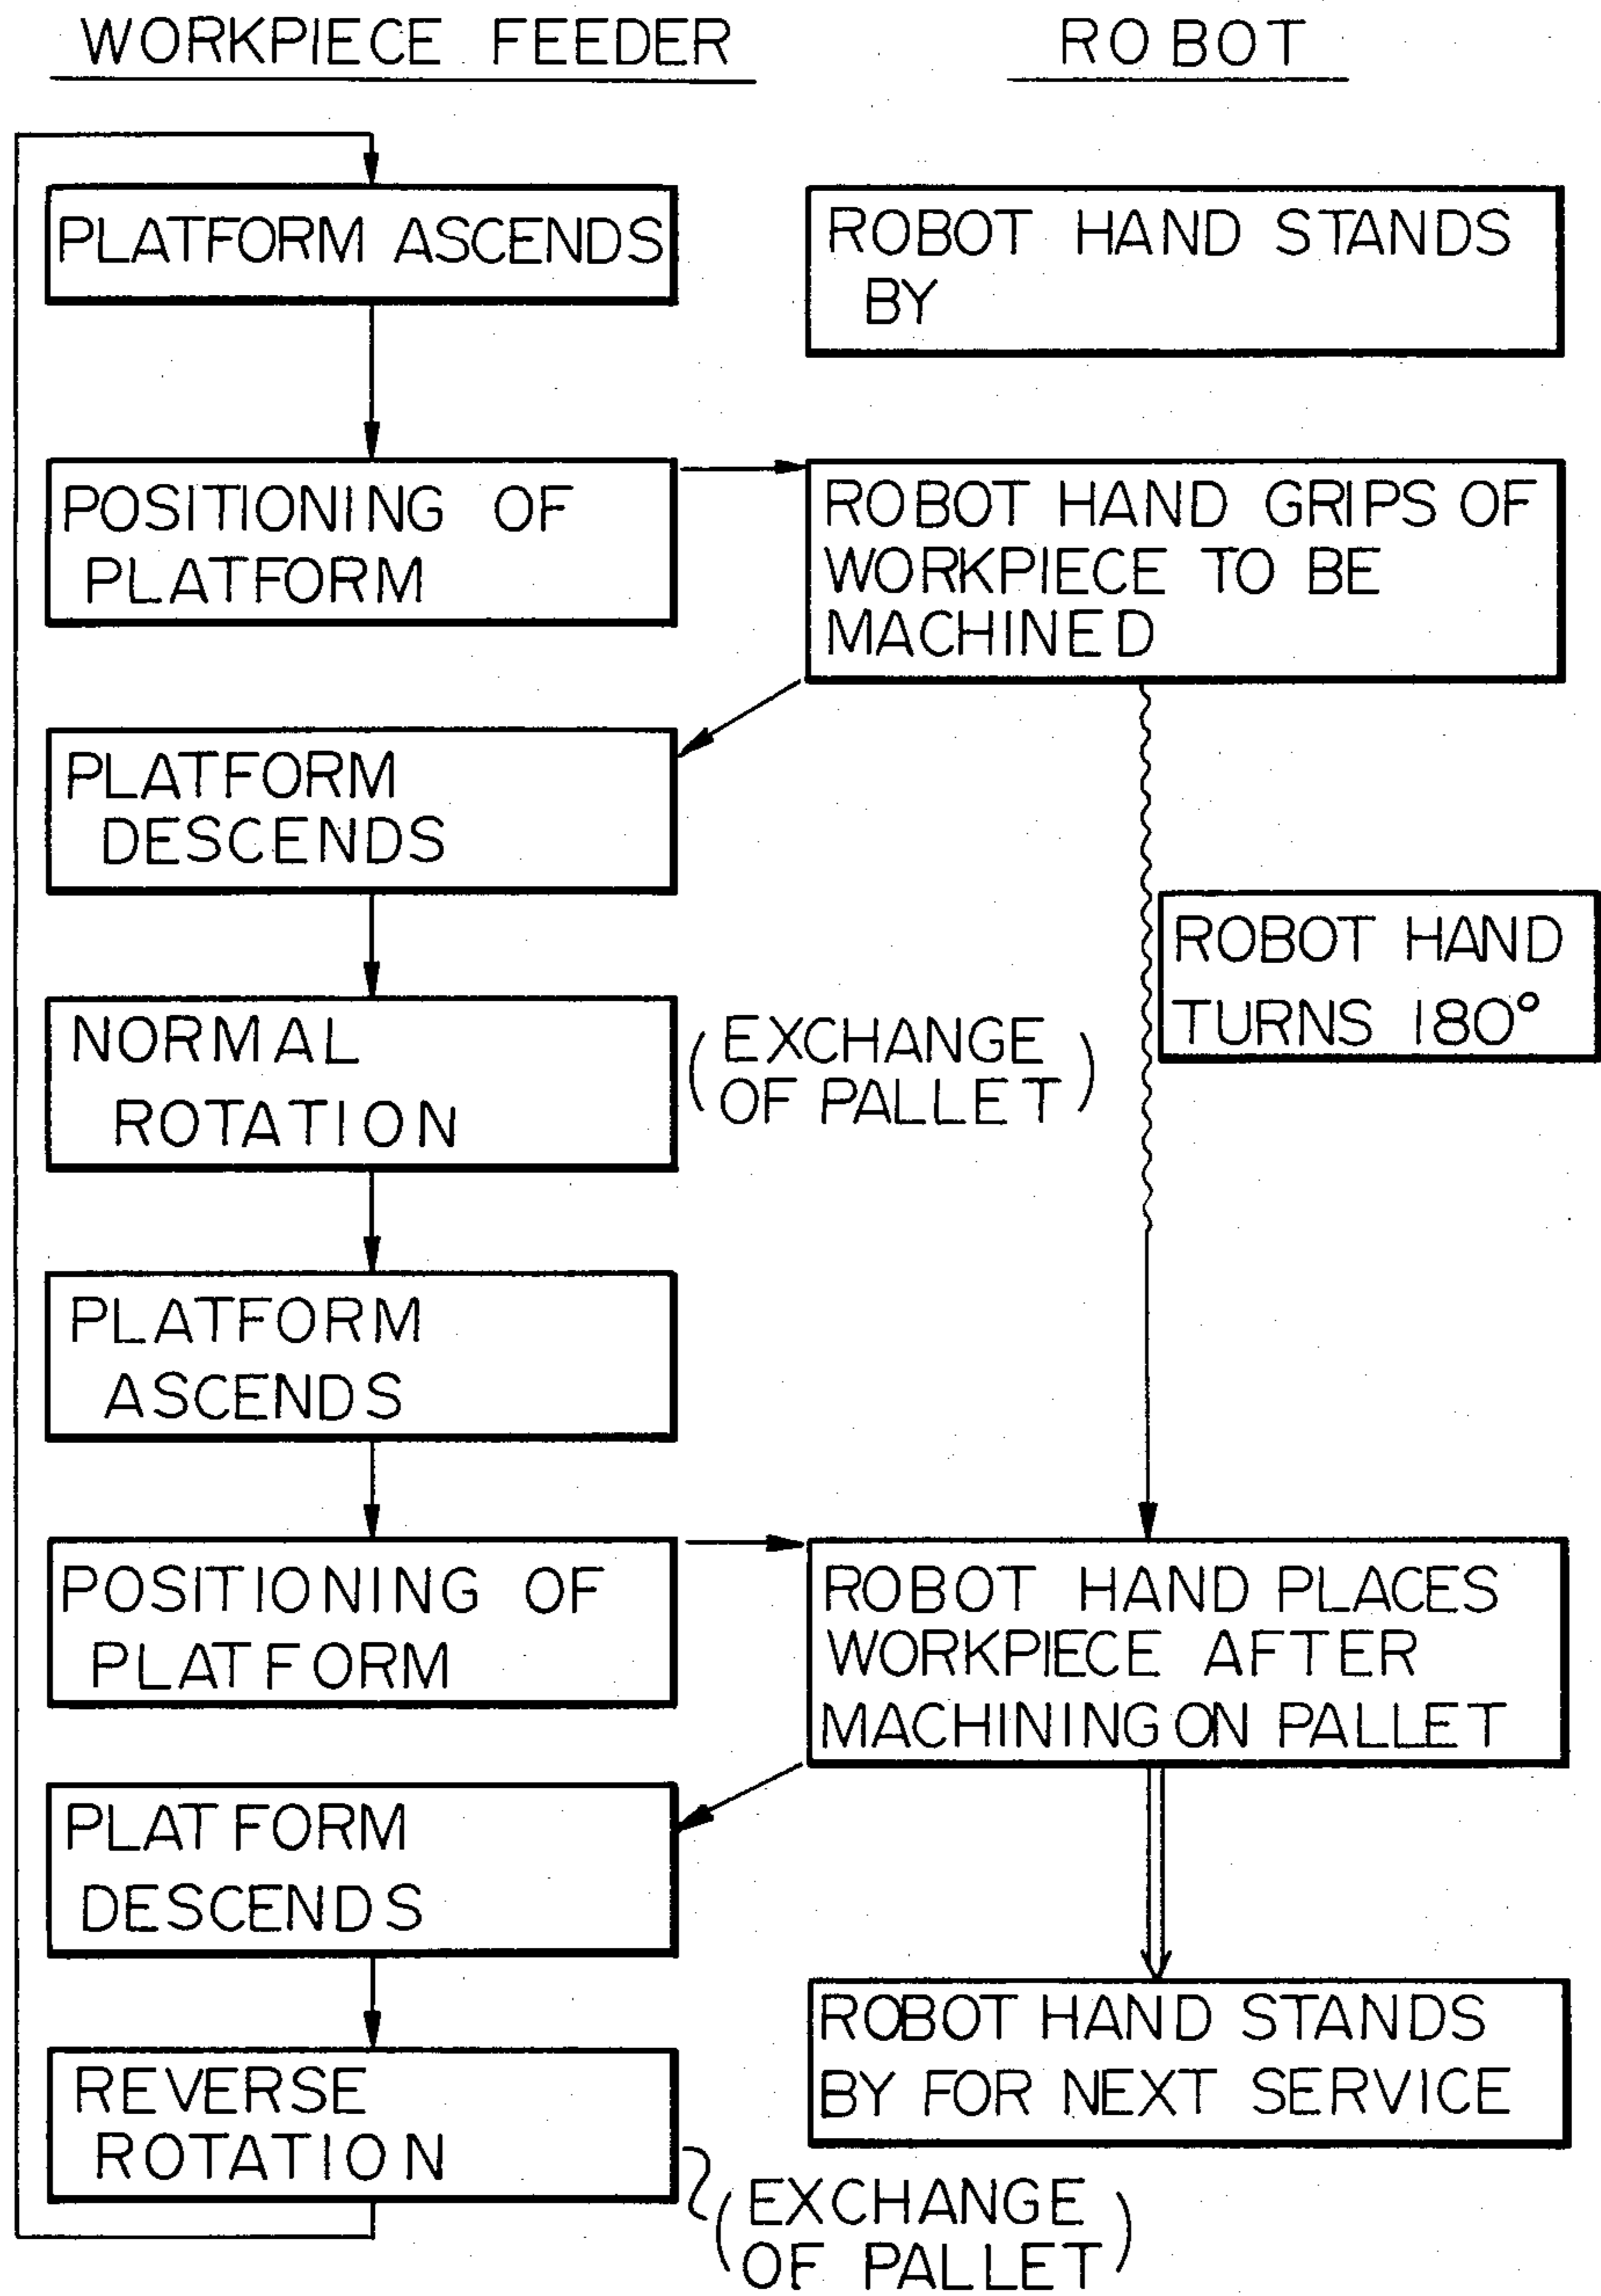 WORKPIECE FEEDER
ROBOT
PLATFORM ASCENDS
ROBOT HAND STANDS
BY
POSITIONING OF
PLATFORM
ROBOT HAND GRIPS OF
WORKPIECE TO BE
MACHINED
PLATFORM
DESCENDS
ROBOT HAND
TURNS 180°
NORMAL
ROTATION
(EXCHANGE
OF PALLET)
PLATFORM
ASCENDS
POSITIONING OF
PLATFORM
ROBOT HAND PLACES
WORKPIECE AFTER
MACHINING ON PALLET
PLATFORM
DESCENDS
ROBOT HAND STANDS
BY FOR NEXT SERVICE
REVERSE
ROTATION
(EXCHANGE
OF PALLET)